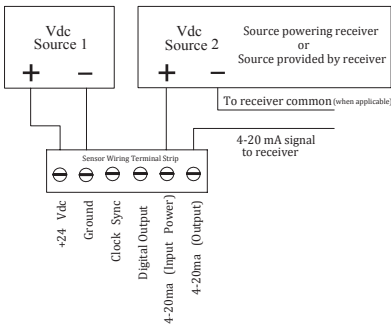 Vdc
Source 1
+ −
Vdc
Source 2
+ −
Source powering receiver
or
Source provided by receiver
To receiver common (when applicable)
4-20 mA signal
to receiver
Sensor Wiring Terminal Strip
+24 Vdc
Ground
Clock Sync
Digital Output
4-20ma (Input Power)
4-20ma (Output)